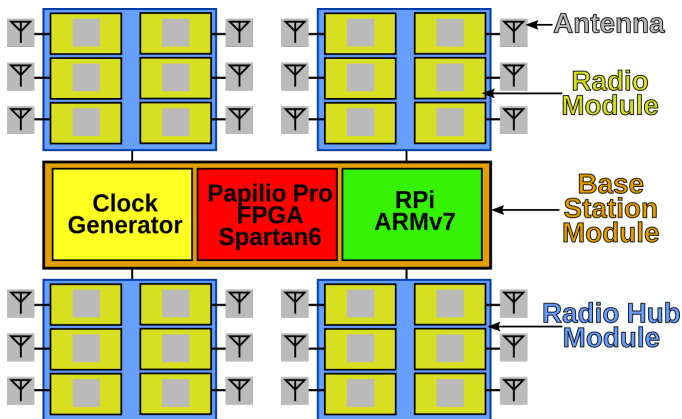 Antenna
Radio
Module
Clock
Generator
Papilio Pro
FPGA
Spartan6
RPi
ARMv7
Base
Station
Module
Radio Hub
Module